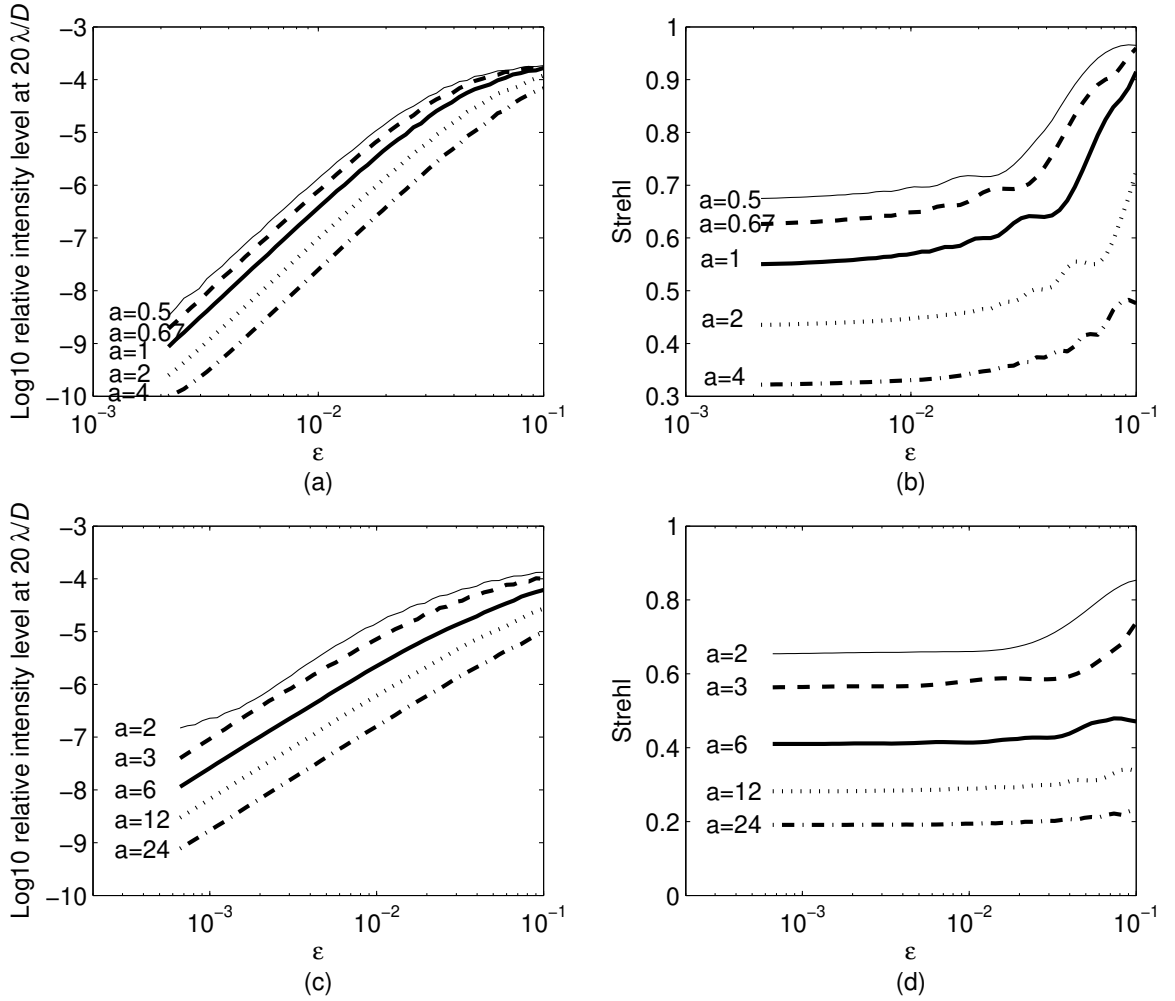 Log10 relative intensity level at 20 λ/D
−3
−4
−5
−6
−7
−8
−9
−10
a=0.5
a=0.67
a=1
a=2
a=4
10⁻³
10⁻²
10⁻¹
ε
(a)
Strehl
1
0.9
0.8
0.7
0.6
0.5
0.4
0.3
a=0.5
a=0.67
a=1
a=2
a=4
10⁻³
10⁻²
10⁻¹
ε
(b)
Log10 relative intensity level at 20 λ/D
−3
−4
−5
−6
−7
−8
−9
−10
a=2
a=3
a=6
a=12
a=24
10⁻³
10⁻²
10⁻¹
ε
(c)
Strehl
1
0.8
0.6
0.4
0.2
0
a=2
a=3
a=6
a=12
a=24
10⁻³
10⁻²
10⁻¹
ε
(d)